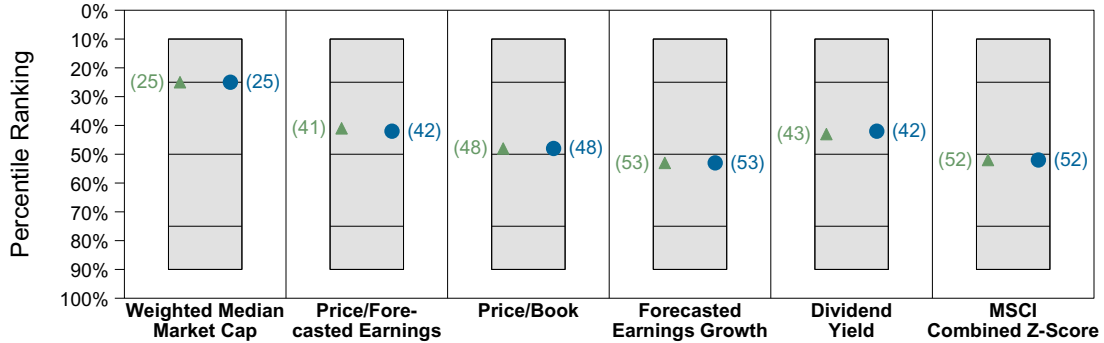 Percentile Ranking
0%
10%
20%
30%
40%
50%
60%
70%
80%
90%
100%
(25) (25)
(41) (42)
(48) (48)
(53) (53)
(43) (42)
(52) (52)
Weighted Median
Market Cap
Price/Fore-
casted Earnings
Price/Book
Forecasted
Earnings Growth
Dividend
Yield
MSCI
Combined Z-Score